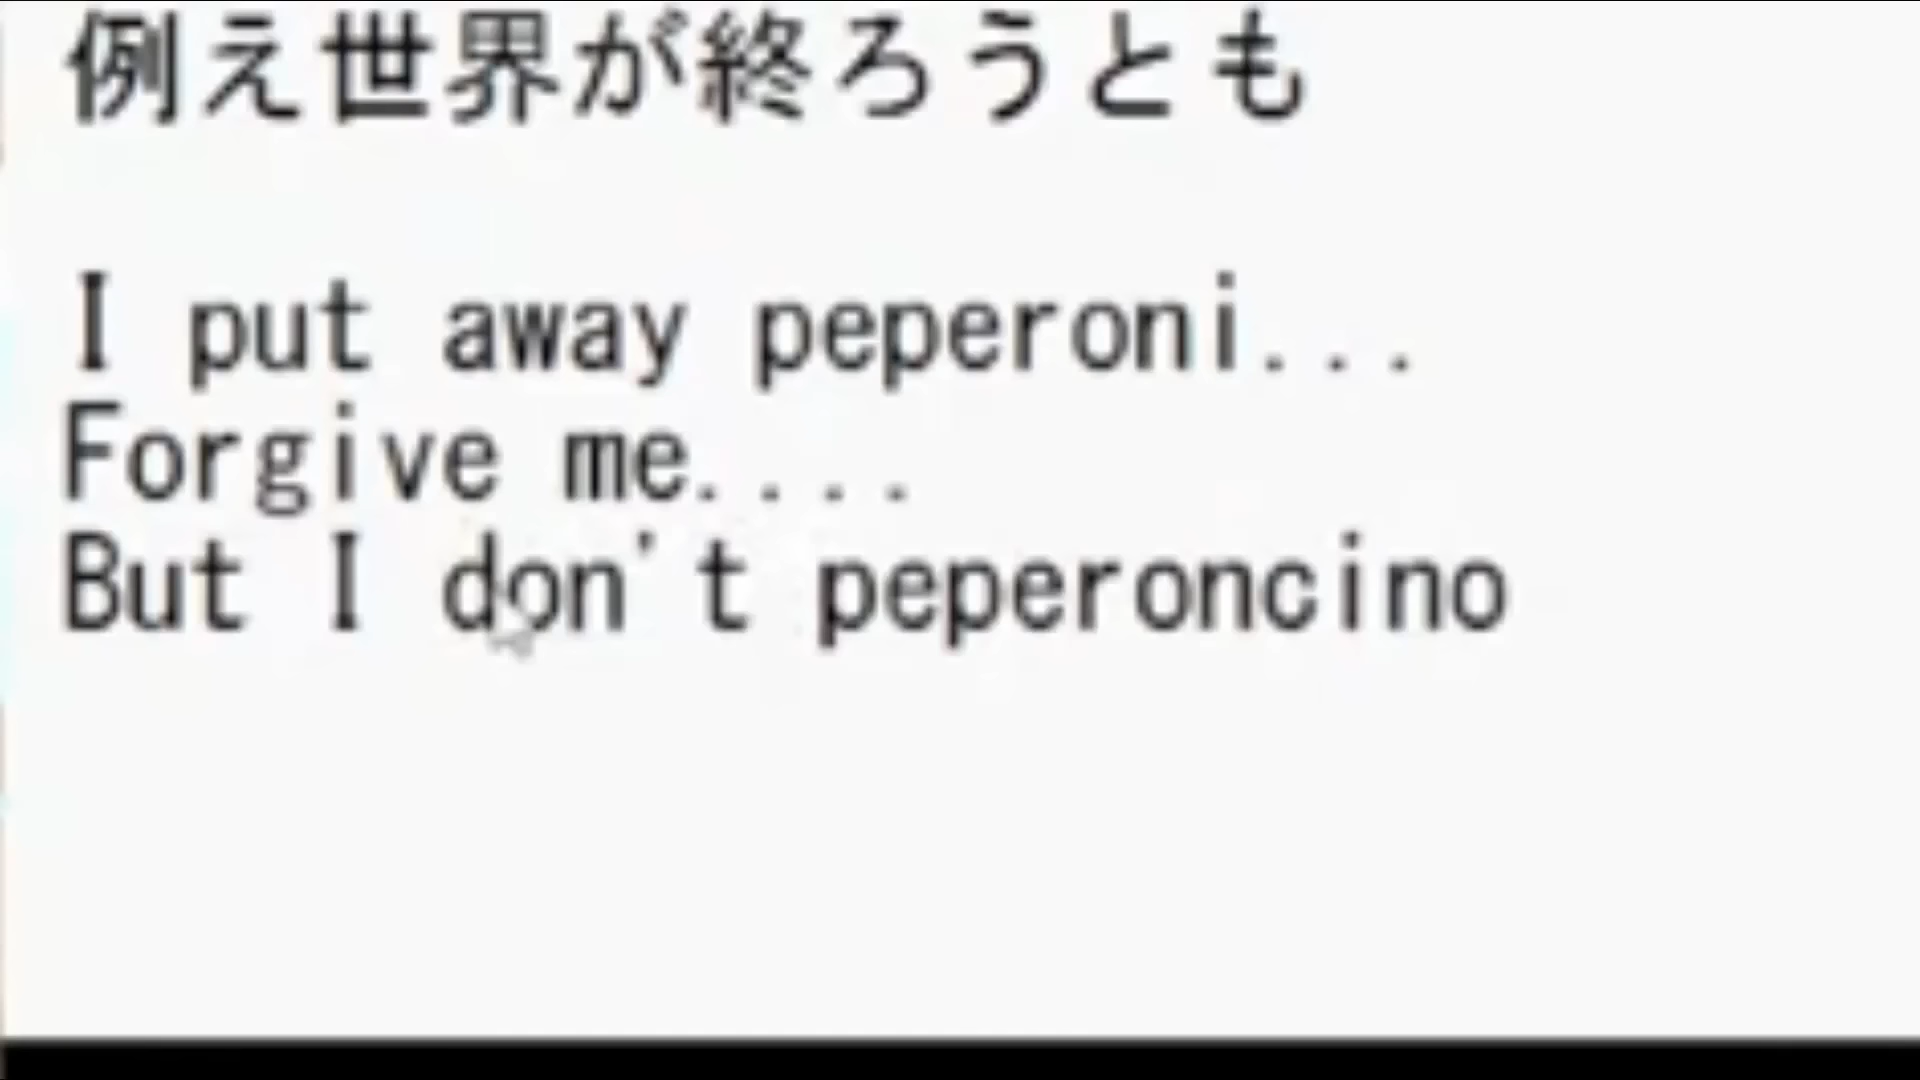 例え世界が終ろうとも
I put away peperoni...
Forgive me....
But I don't peperoncino